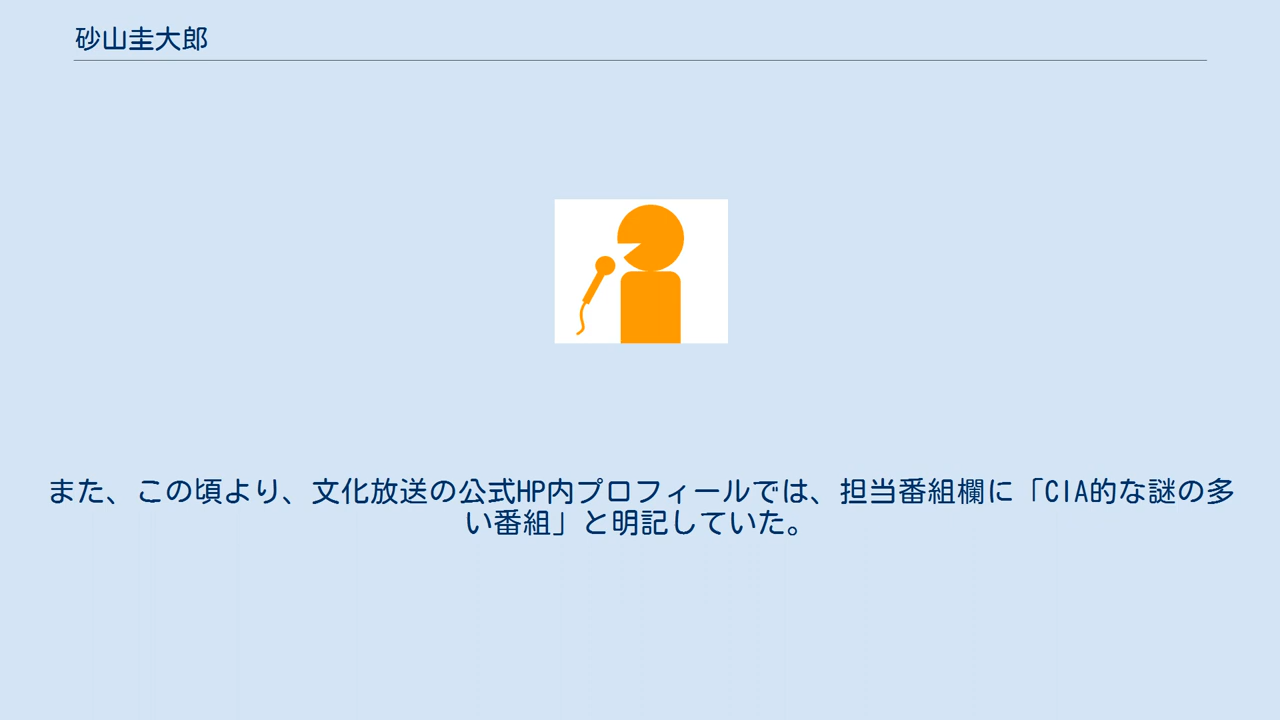 砂山圭大郎
また、この頃より、文化放送の公式HP内プロフィールでは、担当番組欄に「CIA的な謎の多
い番組」と明記していた。